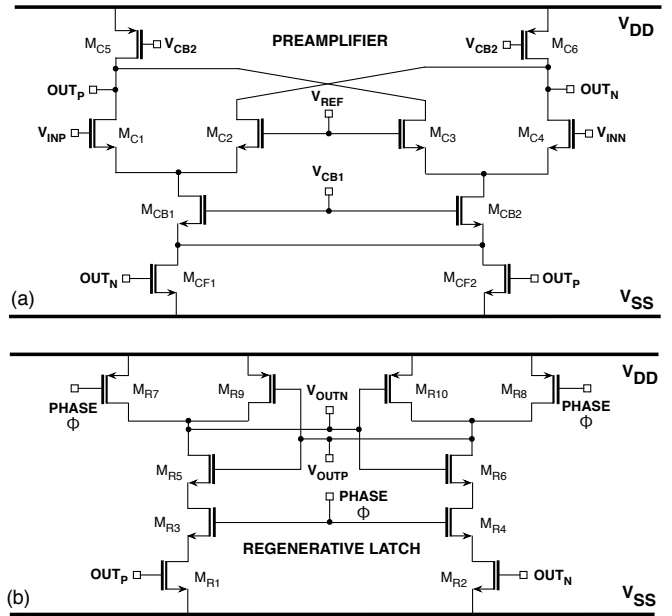 V_DD
M_C5
V_CB2
PREAMPLIFIER
V_CB2
M_C6
OUT_P
V_REF
OUT_N
V_INP
M_C1
M_C2
M_C3
M_C4
V_INN
V_CB1
M_CB1
M_CB2
OUT_N
M_CF1
M_CF2
OUT_P
(a)
V_SS
V_DD
M_R7
M_R9
V_OUTN
M_R10
M_R8
PHASE
Φ
PHASE
Φ
M_R5
V_OUTP
M_R6
PHASE
Φ
M_R3
M_R4
REGENERATIVE LATCH
OUT_P
M_R1
M_R2
OUT_N
(b)
V_SS